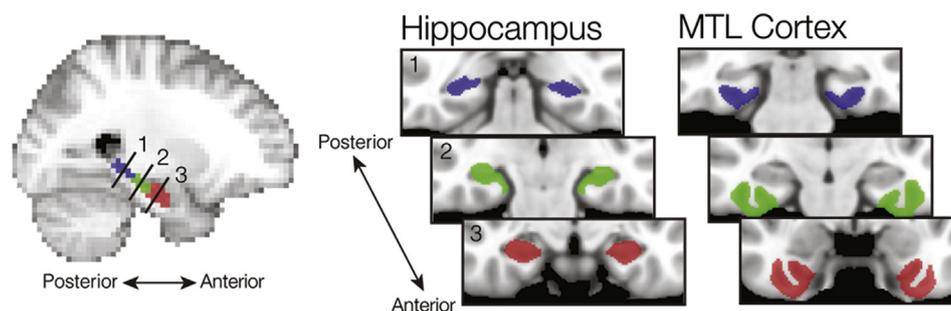 Hippocampus
MTL Cortex
1
2
3
Posterior
Anterior
1
2
3
Posterior
Anterior